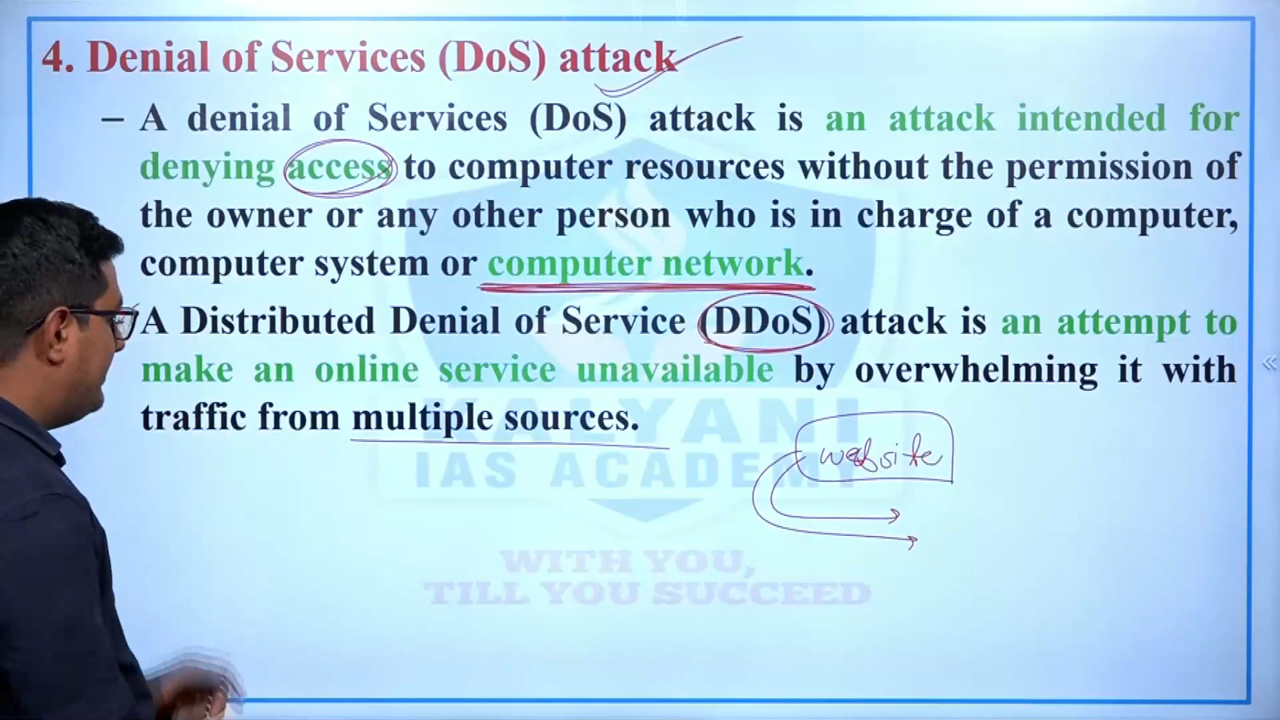 4. Denial of Services (DoS) attack
– A denial of Services (DoS) attack is an attack intended for
denying access to computer resources without the permission of
the owner or any other person who is in charge of a computer,
computer system or computer network.
A Distributed Denial of Service (DDoS) attack is an attempt to
make an online service unavailable by overwhelming it with
traffic from multiple sources.
website
KALYANI
IAS ACADEMY
WITH YOU,
TILL YOU SUCCEED